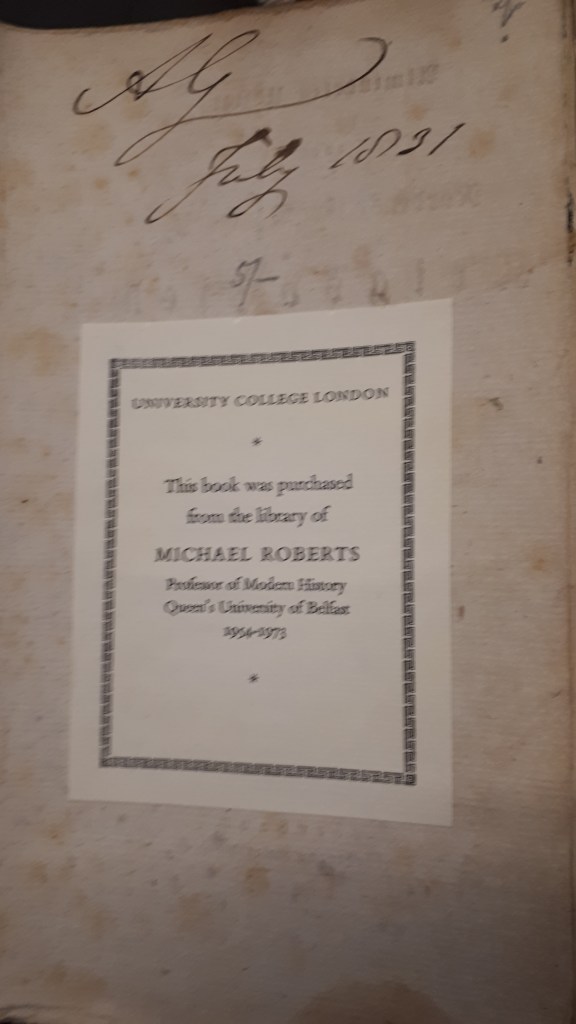 AG
July 1831
5/-
UNIVERSITY COLLEGE LONDON
*
This book was purchased
from the library of
MICHAEL ROBERTS
Professor of Modern History
Queen's University of Belfast
1954-1973
*